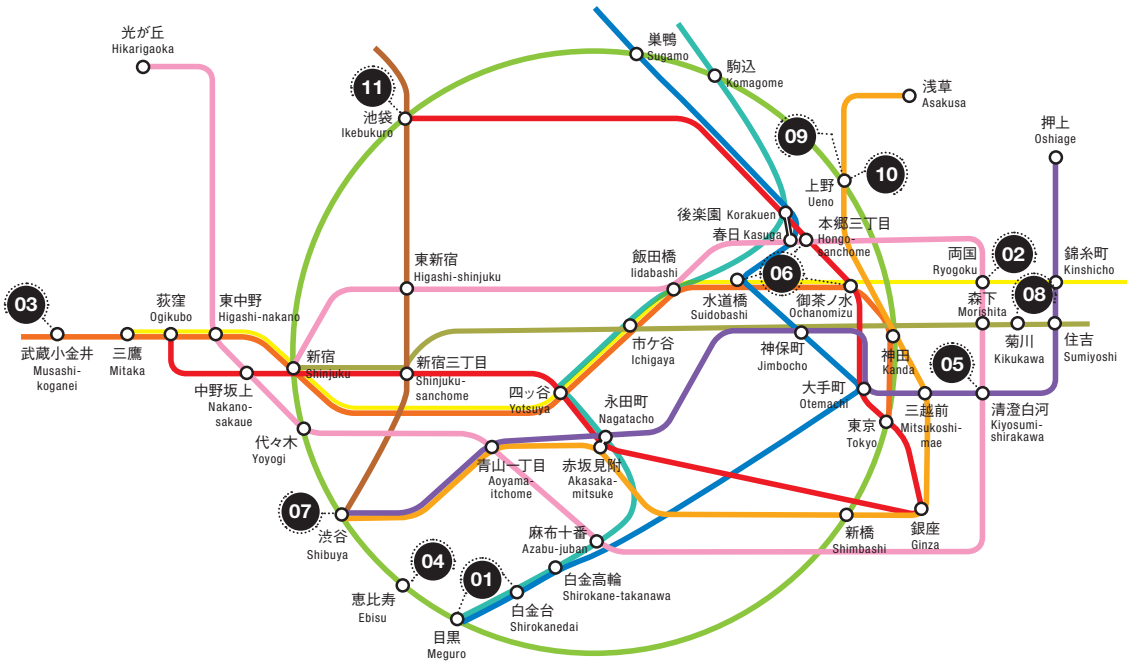 光が丘
Hikarigaoka
巣鴨
Sugamo
駒込
Komagome
11
池袋
Ikebukuro
浅草
Asakusa
09
10
上野
Ueno
押上
Oshiage
後楽園 Korakuen
春日 Kasuga
本郷三丁目
Hongo-
sanchome
東新宿
Higashi-shinjuku
飯田橋
Iidabashi
06
水道橋
Suidobashi
御茶ノ水
Ochanomizu
両国
Ryogoku
02
錦糸町
Kinshicho
森下
Morishita
08
菊川
Kikukawa
住吉
Sumiyoshi
03
武蔵小金井
Musashi-
koganei
三鷹
Mitaka
荻窪
Ogikubo
東中野
Higashi-nakano
新宿
Shinjuku
中野坂上
Nakano-
sakaue
新宿三丁目
Shinjuku-
sanchome
市ケ谷
Ichigaya
神保町
Jimbocho
神田
Kanda
四ッ谷
Yotsuya
永田町
Nagatacho
大手町
Otemachi
05
三越前
Mitsukoshi-
mae
清澄白河
Kiyosumi-
shirakawa
代々木
Yoyogi
東京
Tokyo
青山一丁目
Aoyama-
itchome
赤坂見附
Akasaka-
mitsuke
07
渋谷
Shibuya
麻布十番
Azabu-juban
新橋
Shimbashi
銀座
Ginza
04
恵比寿
Ebisu
01
白金高輪
Shirokane-takanawa
白金台
Shirokanedai
目黒
Meguro